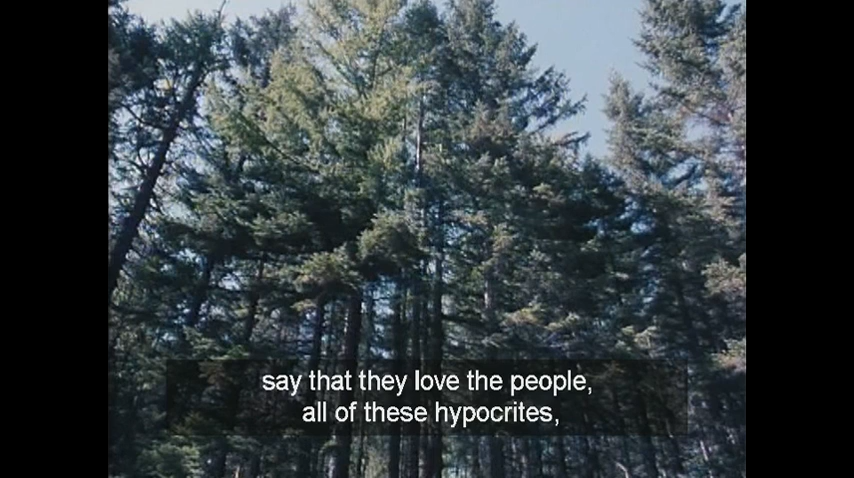 say that they love the people,
all of these hypocrites,